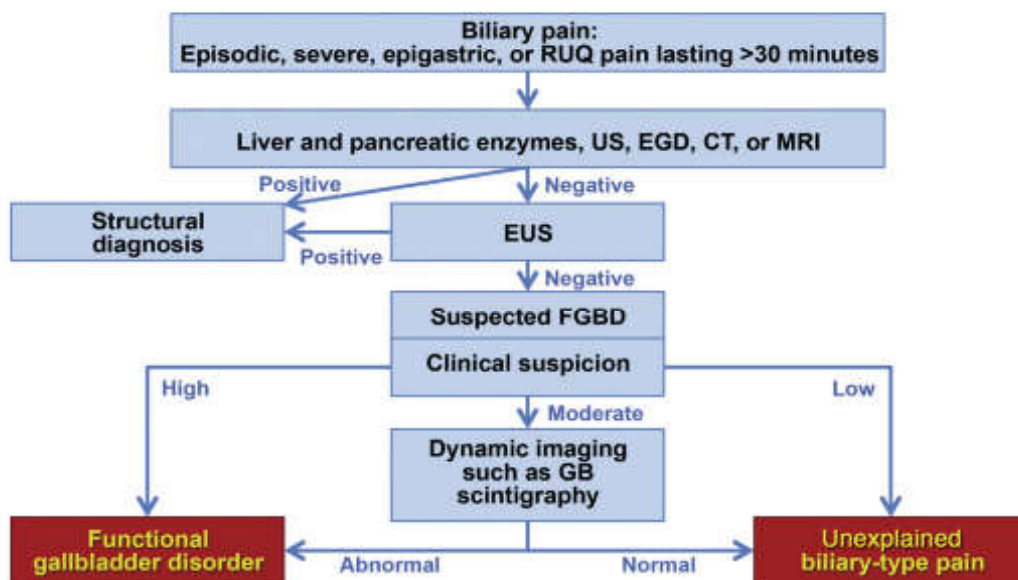 Biliary pain:
Episodic, severe, epigastric, or RUQ pain lasting >30 minutes
Liver and pancreatic enzymes, US, EGD, CT, or MRI
Positive
Negative
Structural
diagnosis
EUS
Positive
Negative
Suspected FGBD
Clinical suspicion
High
Low
Moderate
Dynamic imaging
such as GB
scintigraphy
Functional
gallbladder disorder
Abnormal
Normal
Unexplained
biliary-type pain